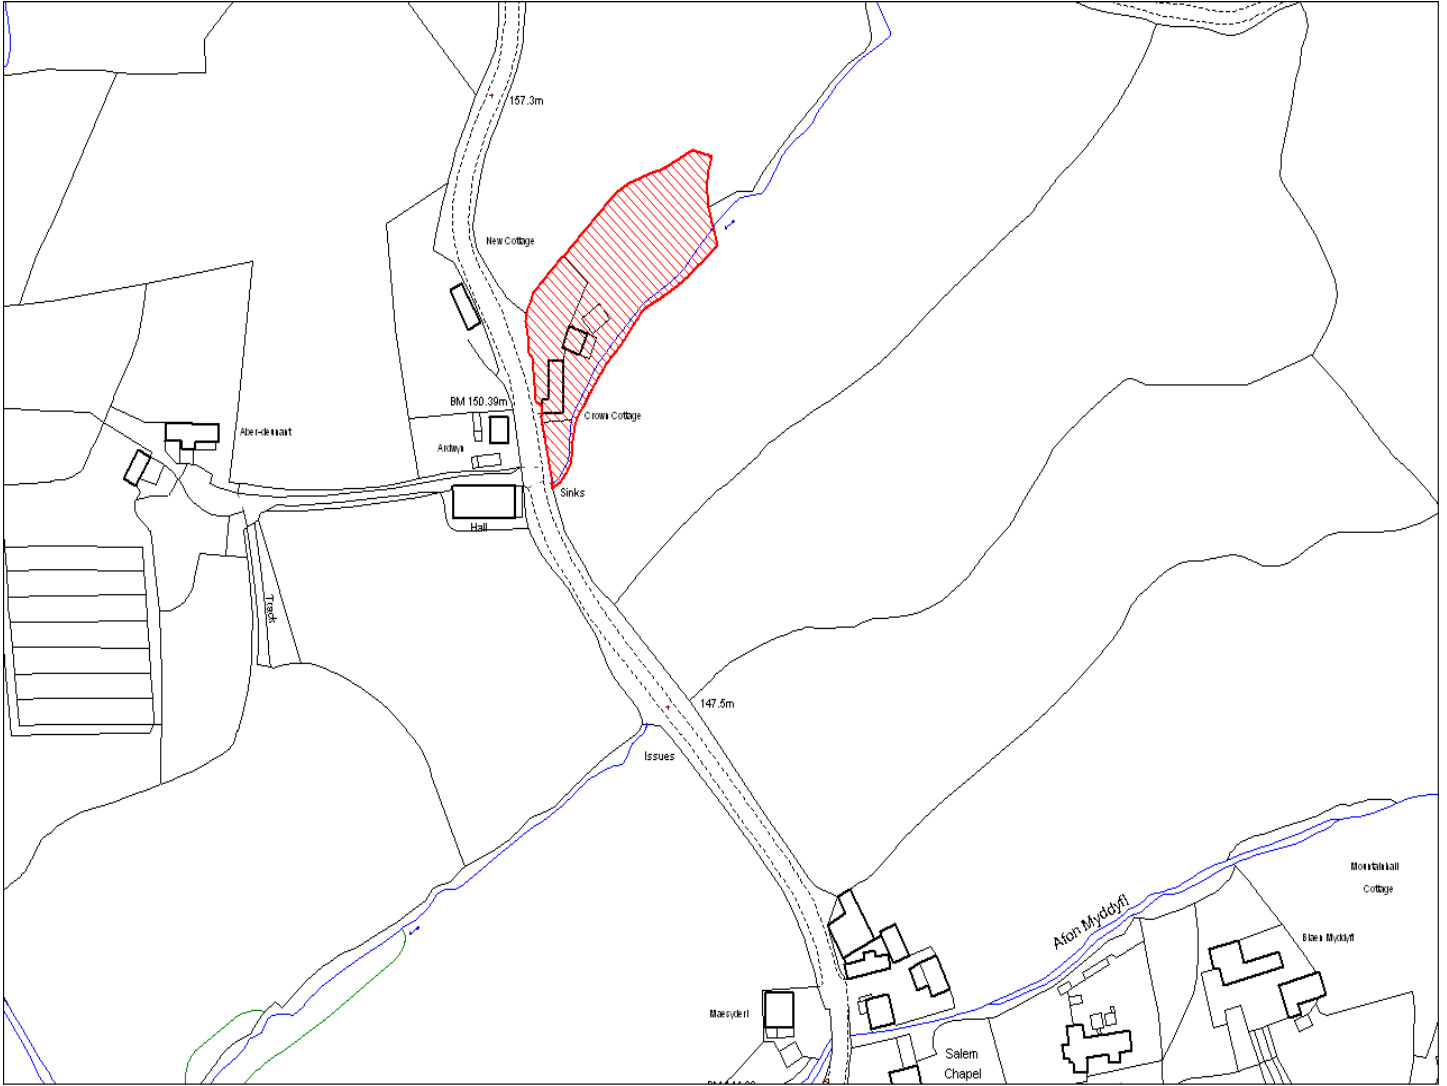 157.3m
New Cottage
BM 150.39m
Crown Cottage
Aber-dennant
Ardwyn
Sinks
Hall
Track
147.5m
Issues
Mountainhall
Cottage
Afon Myddyfi
Blaen Myddyfi
Maesyderi
Salem
Chapel